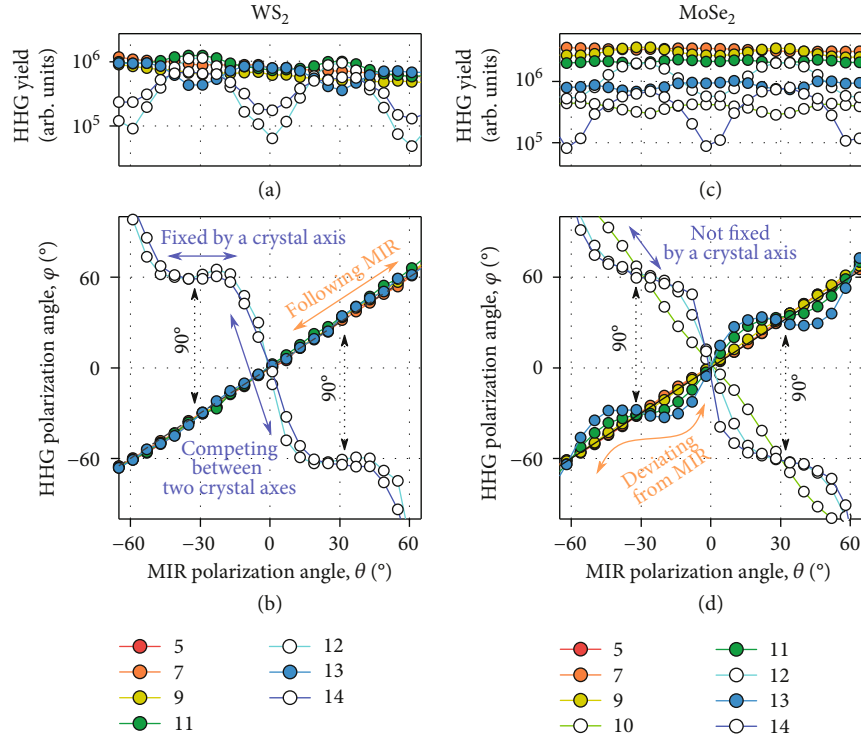 WS2
MoSe2
HHG yield
(arb. units)
10^6
10^5
(a)
HHG yield
(arb. units)
10^6
10^5
(c)
HHG polarization angle, φ (°)
60
0
−60
Fixed by a crystal axis
Following MIR
90°
90°
Competing
between
two crystal axes
−60 −30 0 30 60
MIR polarization angle, θ (°)
(b)
HHG polarization angle, φ (°)
60
0
−60
Not fixed
by a crystal axis
90°
90°
Deviating
from MIR
−60 −30 0 30 60
MIR polarization angle, θ (°)
(d)
5
7
9
11
12
13
14
5
7
9
10
11
12
13
14